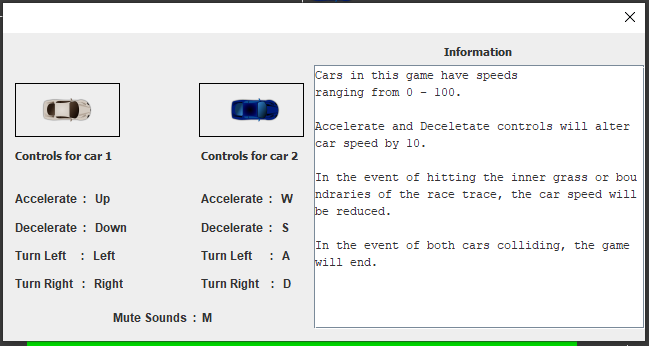 Information
Cars in this game have speeds
ranging from 0 - 100.
Accelerate and Deceletate controls will alter
car speed by 10.
In the event of hitting the inner grass or bou
ndraries of the race trace, the car speed will
be reduced.
In the event of both cars colliding, the game
will end.
Controls for car 1
Accelerate : Up
Decelerate : Down
Turn Left : Left
Turn Right : Right
Controls for car 2
Accelerate : W
Decelerate : S
Turn Left : A
Turn Right : D
Mute Sounds : M